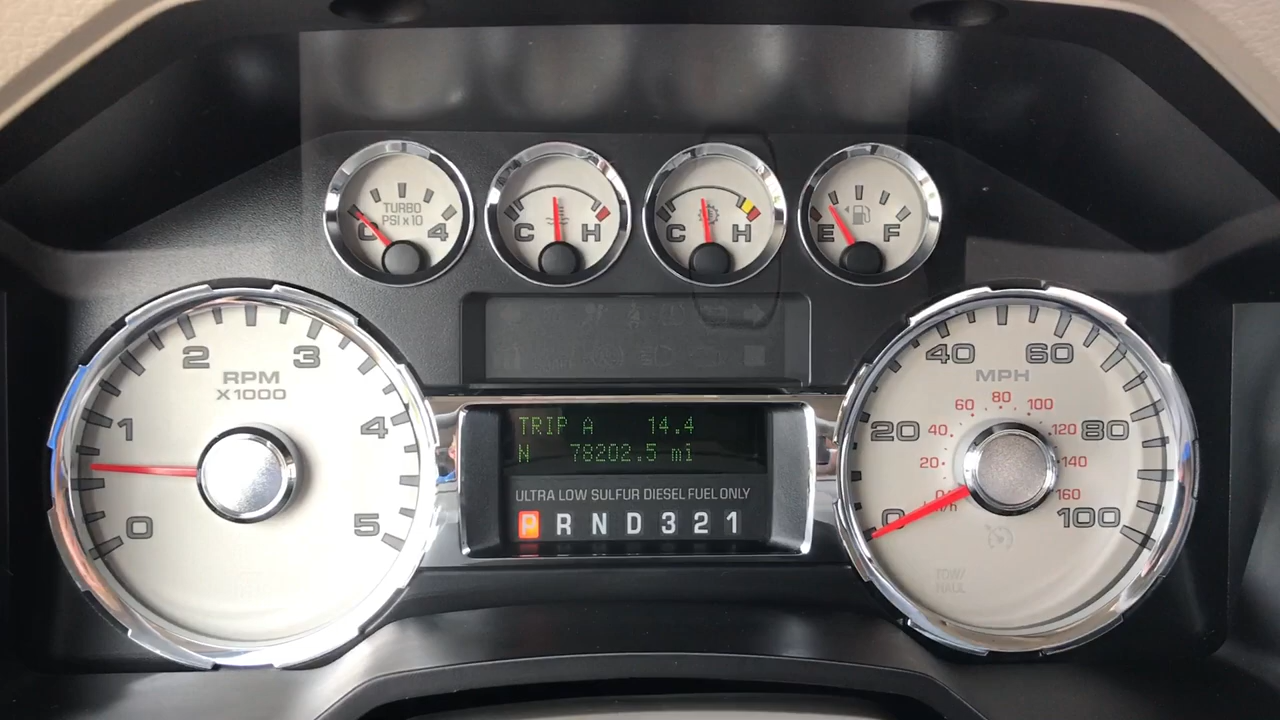 TURBO
PSI x 10
0 4
C H
C H
E F
RPM
X1000
0 1 2 3 4 5
TRIP A 14.4
N 78202.5 mi
ULTRA LOW SULFUR DIESEL FUEL ONLY
P R N D 3 2 1
MPH
0 20 40 60 80 100
20 40 60 80 100 120 140 160
TOW/
HAUL